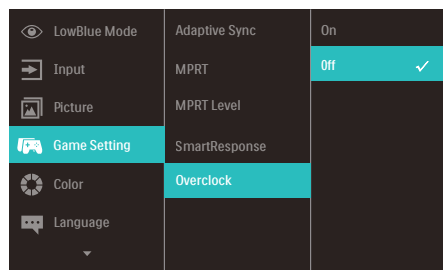 LowBlue Mode
Input
Picture
Game Setting
Color
Language
Adaptive Sync
MPRT
MPRT Level
SmartResponse
Overclock
On
Off